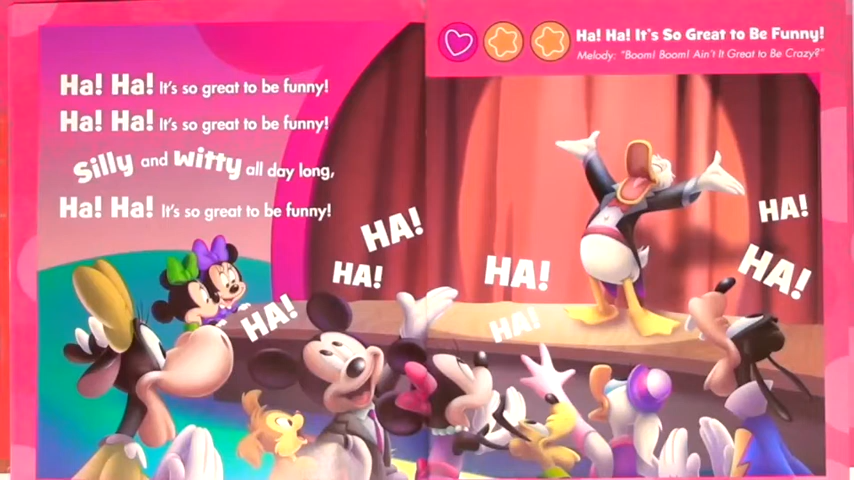 Ha! Ha! It's so great to be funny!
Ha! Ha! It's so great to be funny!
Silly and witty all day long,
Ha! Ha! It's so great to be funny!
Ha! Ha! It's So Great to Be Funny!
Melody: "Boom! Boom! Ain't It Great to Be Crazy?"
HA!
HA!
HA!
HA!
HA!
HA!
HA!